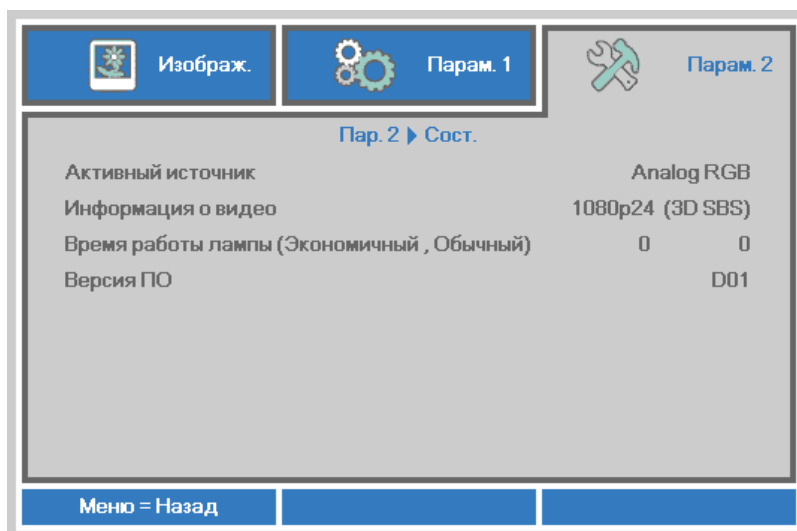 Изображ. Парам. 1 Парам. 2
Пар. 2 ▶ Сост.
Активный источник Analog RGB
Информация о видео 1080p24 (3D SBS)
Время работы лампы (Экономичный , Обычный) 0 0
Версия ПО D01
Меню = Назад